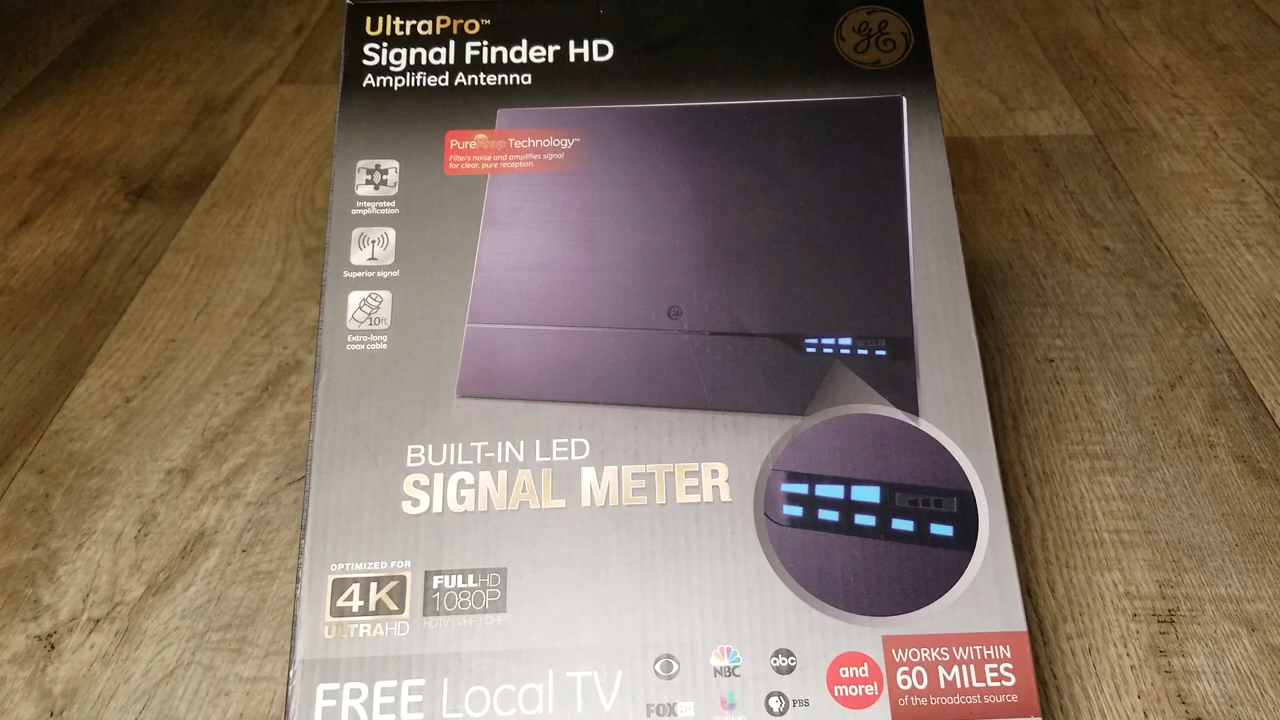 UltraPro™
Signal Finder HD
Amplified Antenna
GE
PureAmp Technology™
Filters noise and amplifies signal
for clear, pure reception.
Integrated
amplification
Superior signal
10ft
Extra-long
coax cable
BUILT-IN LED
SIGNAL METER
OPTIMIZED FOR
4K
ULTRAHD
FULLHD
1080P
HDTV | VHF | UHF
FREE Local TV
NBC
abc
FOX
PBS
and
more!
WORKS WITHIN
60 MILES
of the broadcast source